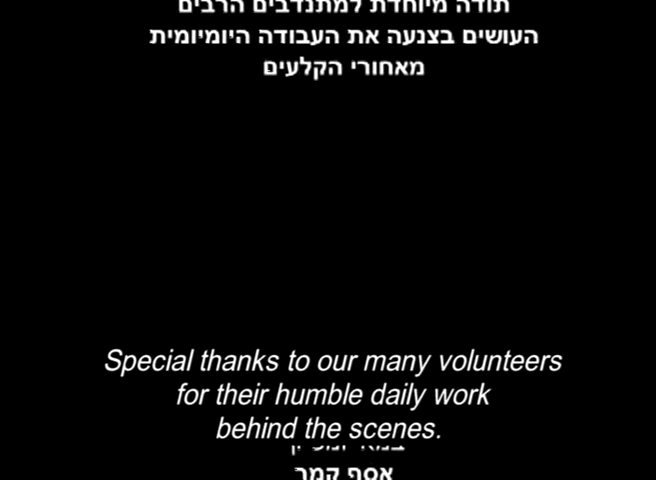 תודה מיוחדת למתנדבים הרבים
העושים בצנעה את העבודה היומיומית
מאחורי הקלעים
Special thanks to our many volunteers
for their humble daily work
behind the scenes.
אסף קמר